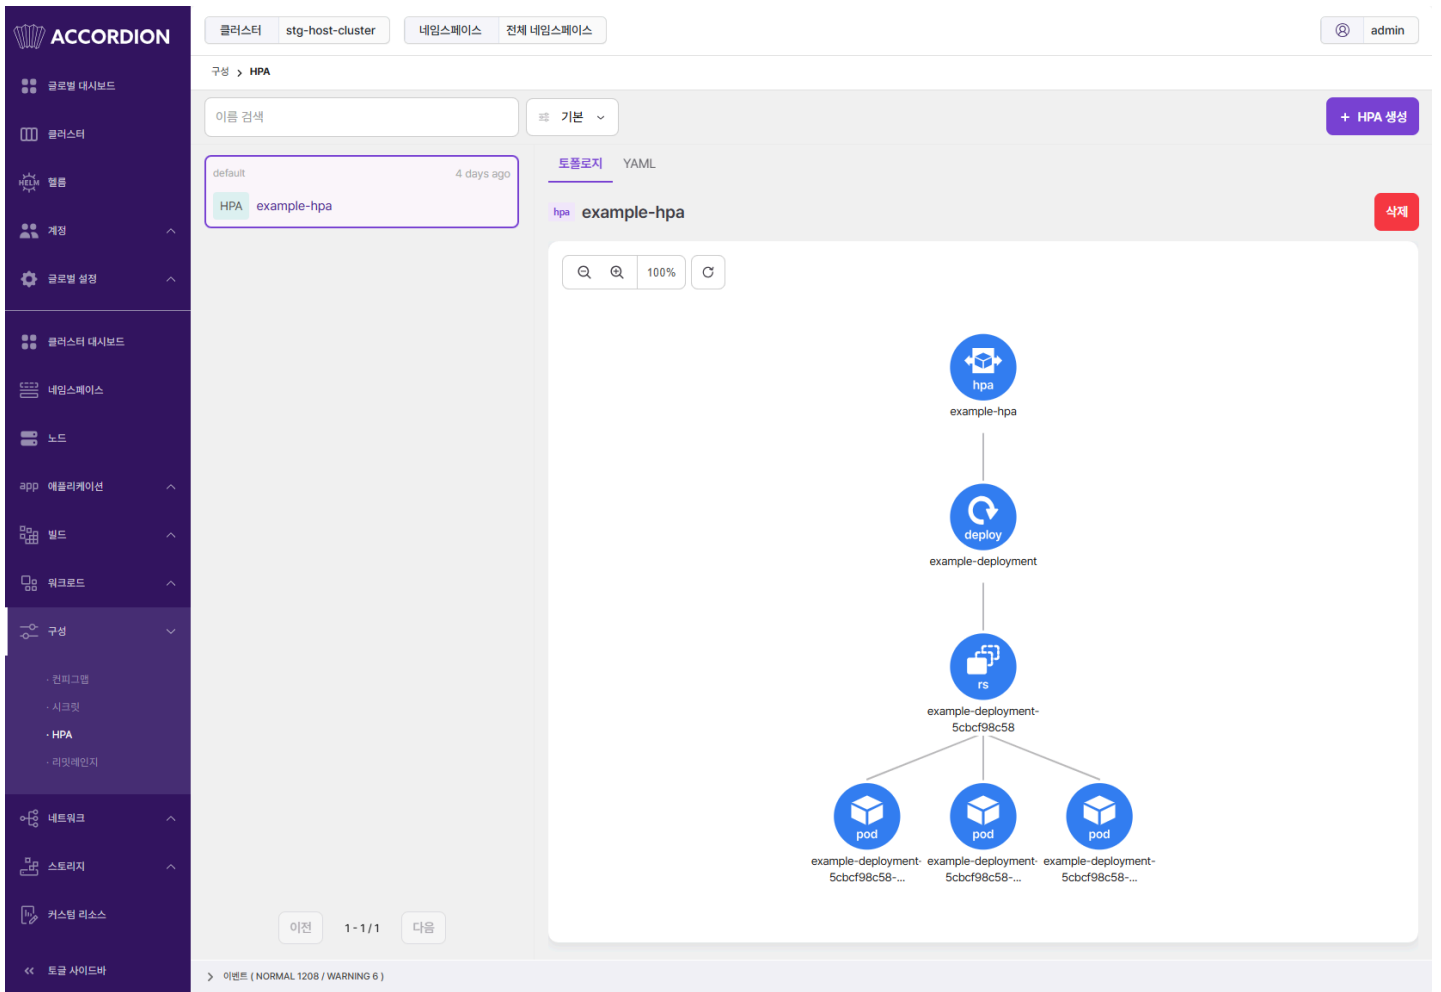 ACCORDION
클러스터 stg-host-cluster 네임스페이스 전체 네임스페이스 admin
구성 > HPA
이름 검색 기본 + HPA 생성
글로벌 대시보드
클러스터
HELM 헬름
계정
글로벌 설정
클러스터 대시보드
네임스페이스
노드
app 애플리케이션
빌드
워크로드
구성
· 컨피그맵
· 시크릿
· HPA
· 리밋레인지
네트워크
스토리지
커스텀 리소스
토글 사이드바
default 4 days ago
HPA example-hpa
이전 1 - 1 / 1 다음
토폴로지 YAML
hpa example-hpa 삭제
100%
hpa
example-hpa
deploy
example-deployment
rs
example-deployment-
5cbcf98c58
pod pod pod
example-deployment- example-deployment- example-deployment-
5cbcf98c58-... 5cbcf98c58-... 5cbcf98c58-...
이벤트 ( NORMAL 1208 / WARNING 6 )